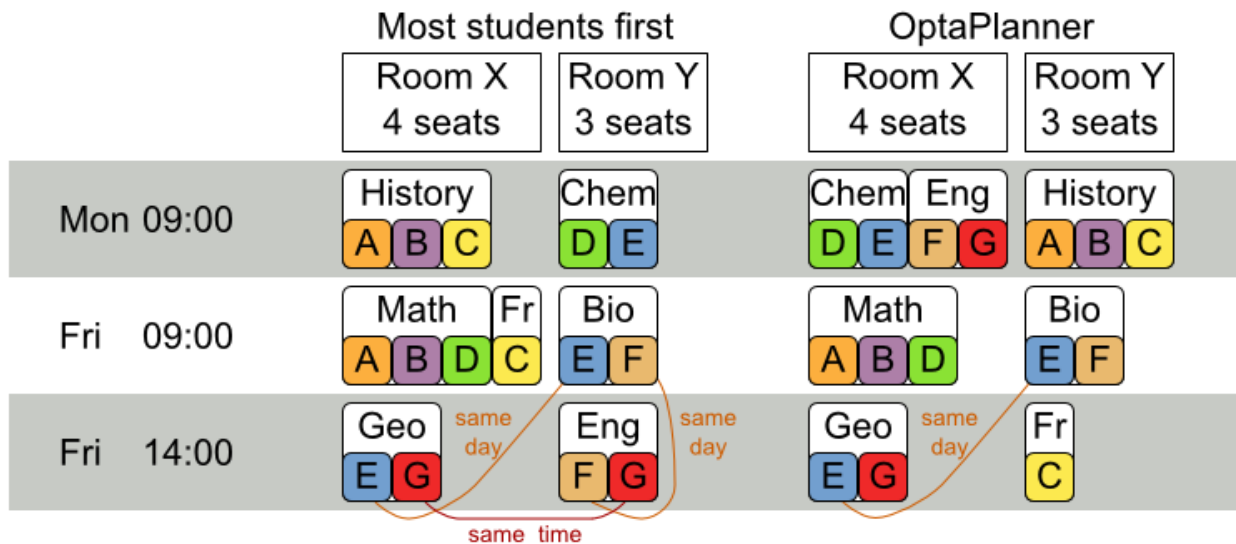 Most students first OptaPlanner
Room X Room Y Room X Room Y
4 seats 3 seats 4 seats 3 seats
Mon 09:00
History Chem Chem Eng History
A B C D E D E F G A B C
Fri 09:00
Math Fr Bio Math Bio
A B D C E F A B D E F
Fri 14:00
Geo same day Eng same day Geo same day Fr
E G F G E G C
same time